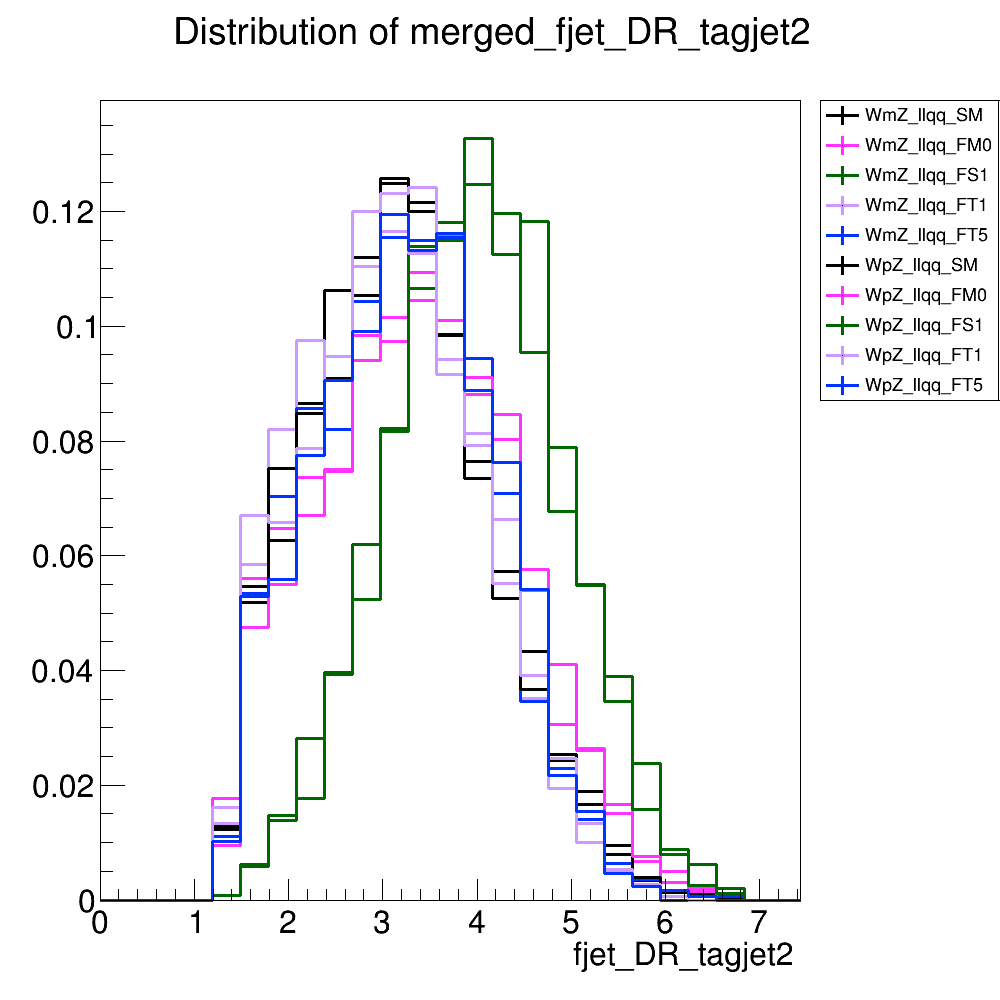 Distribution of merged_fjet_DR_tagjet2
WmZ_llqq_SM
WmZ_llqq_FM0
WmZ_llqq_FS1
WmZ_llqq_FT1
WmZ_llqq_FT5
WpZ_llqq_SM
WpZ_llqq_FM0
WpZ_llqq_FS1
WpZ_llqq_FT1
WpZ_llqq_FT5
0.12
0.1
0.08
0.06
0.04
0.02
0
0 1 2 3 4 5 6 7
fjet_DR_tagjet2